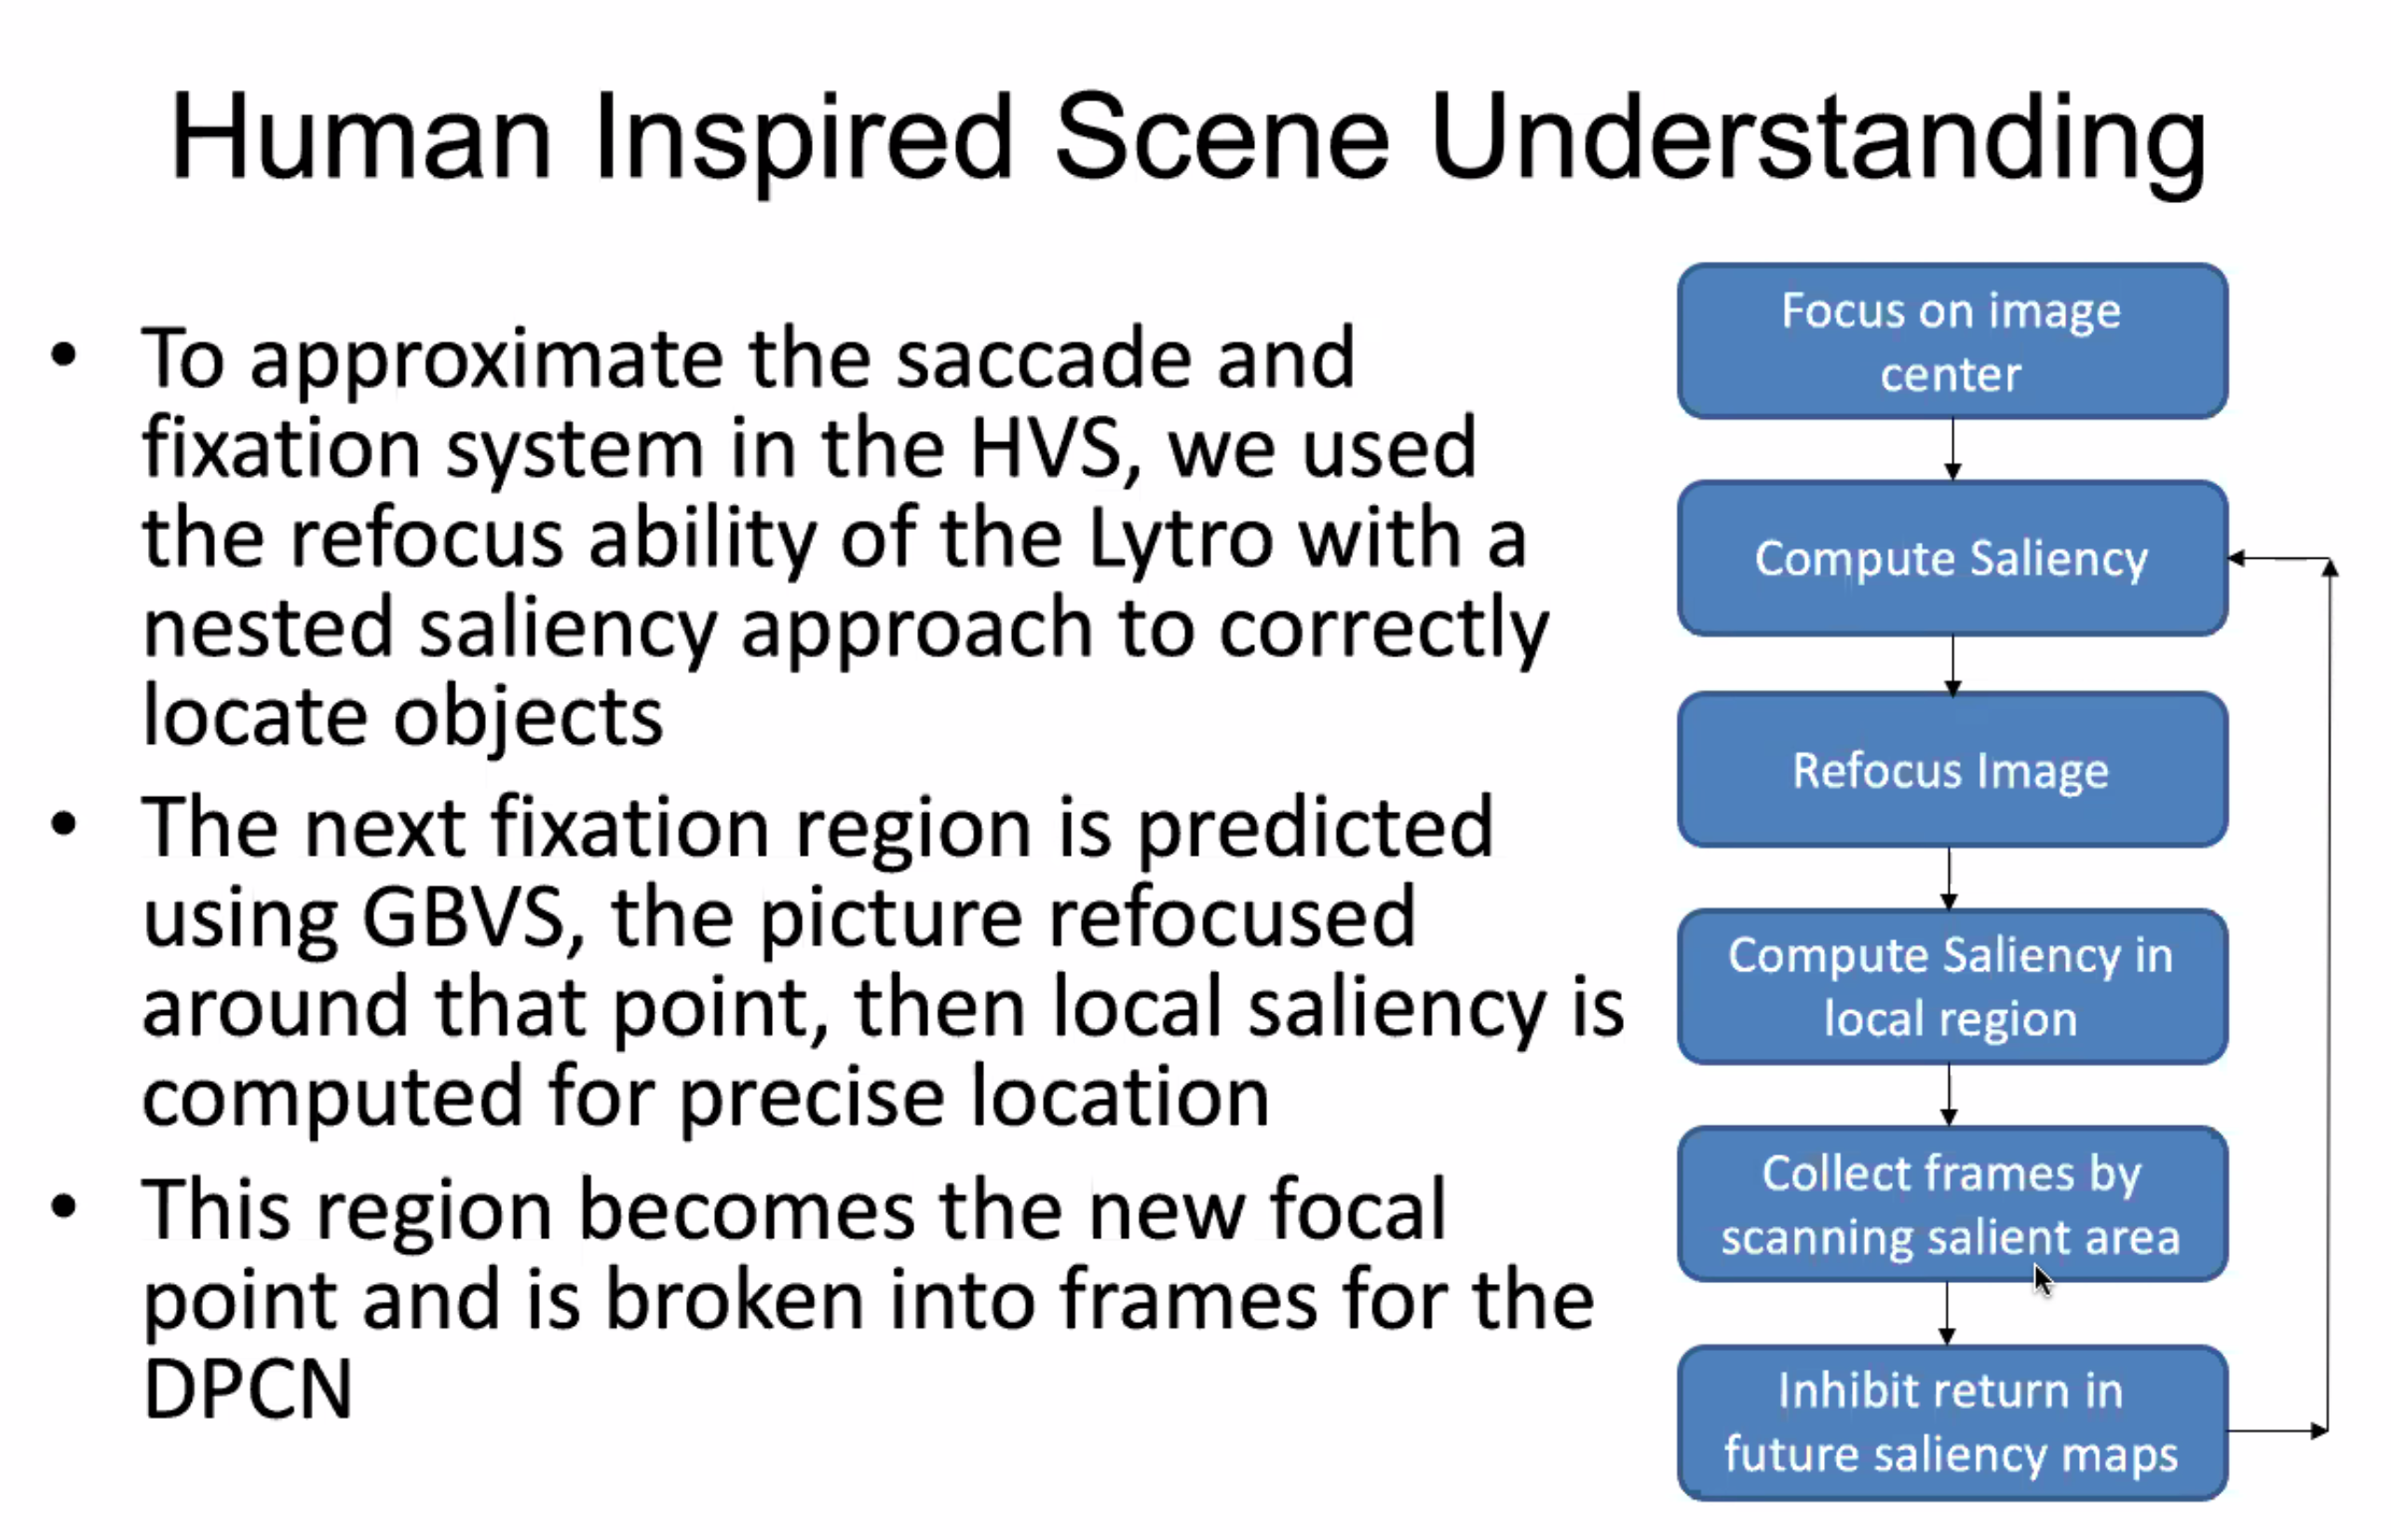 Human Inspired Scene Understanding
• To approximate the saccade and
fixation system in the HVS, we used
the refocus ability of the Lytro with a
nested saliency approach to correctly
locate objects
• The next fixation region is predicted
using GBVS, the picture refocused
around that point, then local saliency is
computed for precise location
• This region becomes the new focal
point and is broken into frames for the
DPCN
Focus on image
center
Compute Saliency
Refocus Image
Compute Saliency in
local region
Collect frames by
scanning salient area
Inhibit return in
future saliency maps